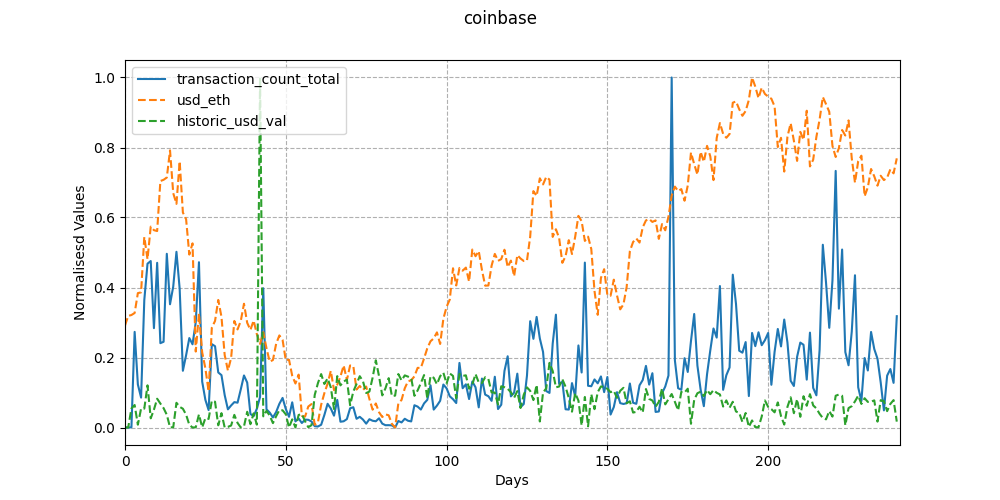 coinbase
transaction_count_total
usd_eth
historic_usd_val
Normalisesd Values
1.0
0.8
0.6
0.4
0.2
0.0
0 50 100 150 200
Days